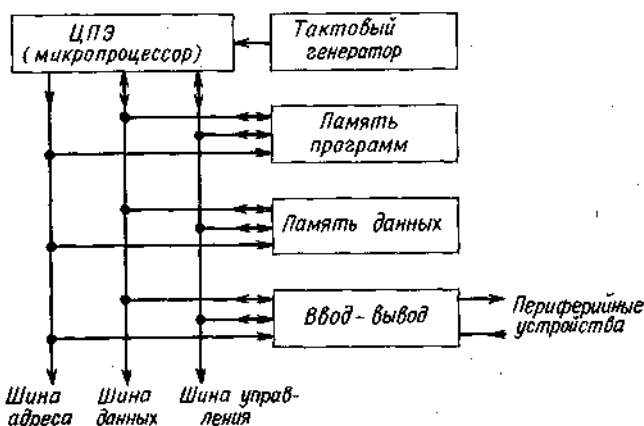 ЦПЭ
(микропроцессор)
Тактовый
генератор
Память
программ
Память данных
Ввод-вывод
Периферийные
устройства
Шина
адреса
Шина
данных
Шина управ-
ления